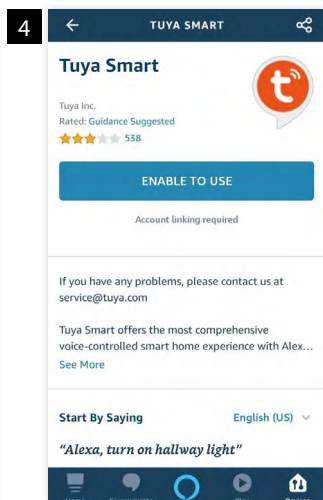 4
TUYA SMART
Tuya Smart
Tuya Inc.
Rated: Guidance Suggested
538
ENABLE TO USE
Account linking required
If you have any problems, please contact us at
service@tuya.com
Tuya Smart offers the most comprehensive
voice-controlled smart home experience with Alex...
See More
Start By Saying English (US)
“Alexa, turn on hallway light”